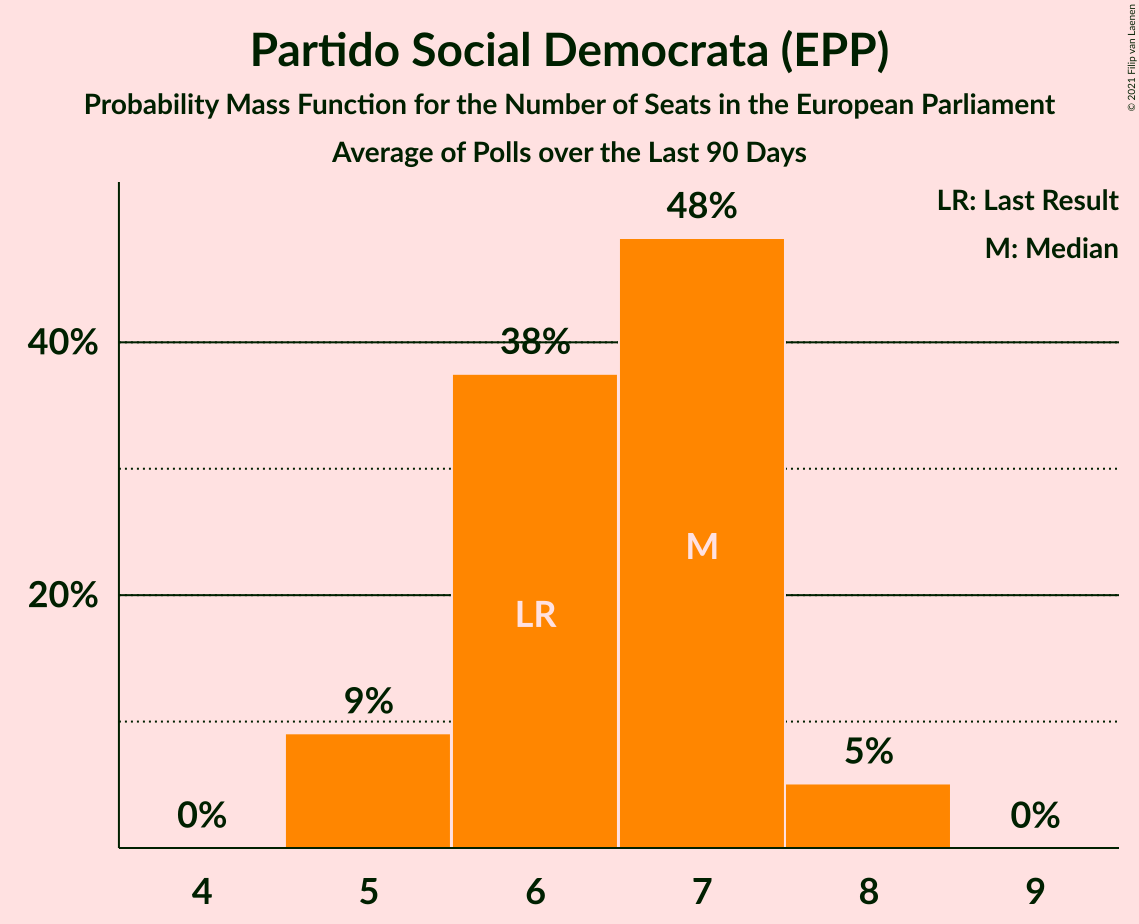 Partido Social Democrata (EPP)
Probability Mass Function for the Number of Seats in the European Parliament
Average of Polls over the Last 90 Days
© 2021 Filip van Laenen
LR: Last Result
M: Median
48%
40%
38%
M
20%
LR
9%
5%
0%
0%
4 5 6 7 8 9